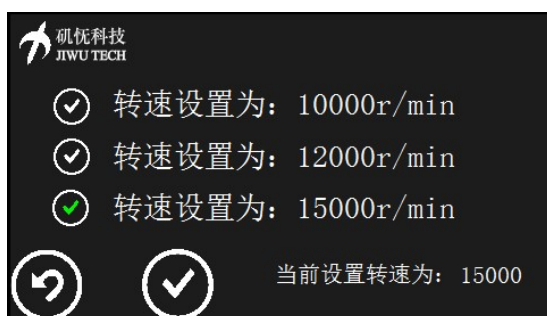 矶怃科技
JIWU TECH
转速设置为：10000r/min
转速设置为：12000r/min
转速设置为：15000r/min
当前设置转速为：15000